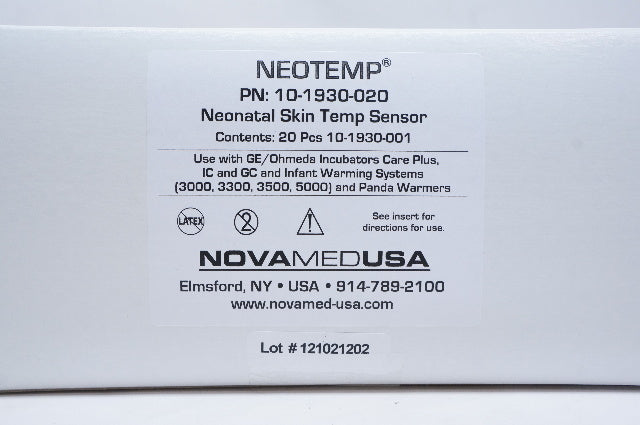 NEOTEMP®
PN: 10-1930-020
Neonatal Skin Temp Sensor
Contents: 20 Pcs 10-1930-001
Use with GE/Ohmeda Incubators Care Plus,
IC and GC and Infant Warming Systems
(3000, 3300, 3500, 5000) and Panda Warmers
LATEX
2
See insert for
directions for use.
NOVAMEDUSA
Elmsford, NY • USA • 914-789-2100
www.novamed-usa.com
Lot # 121021202